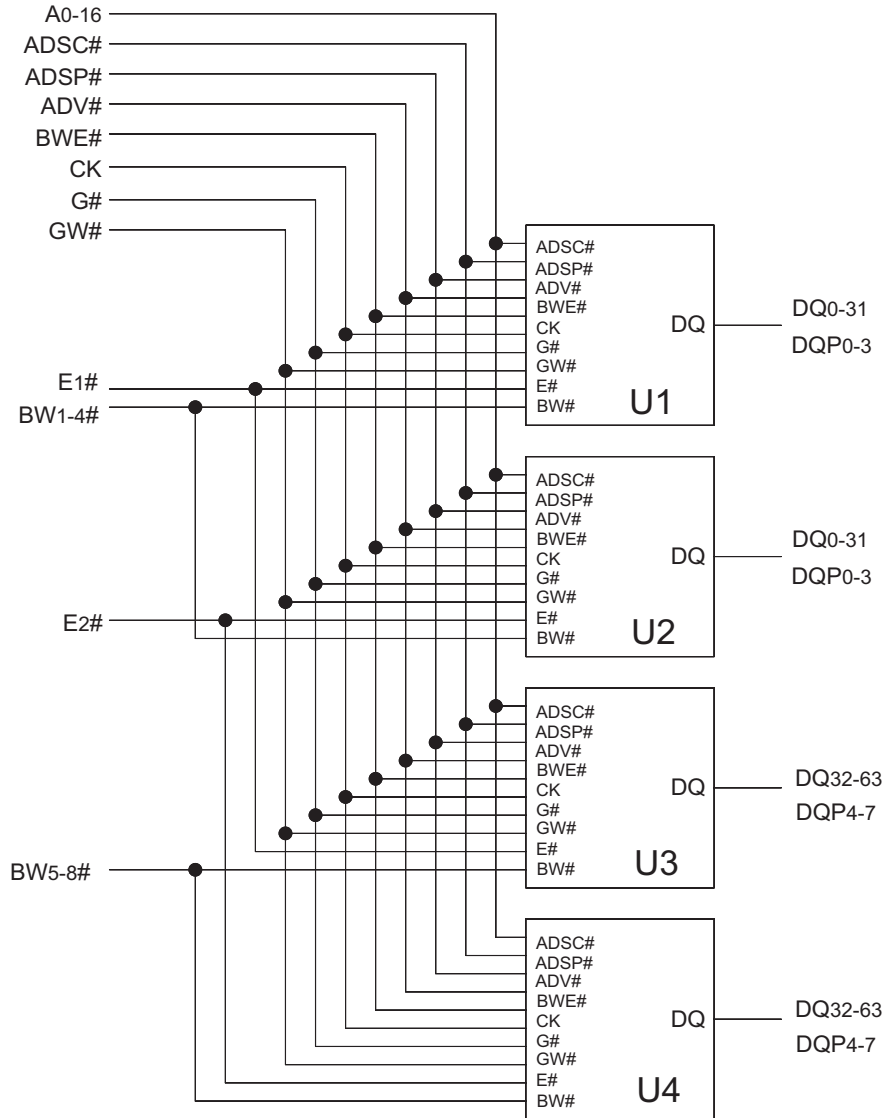 A0-16
ADSC#
ADSP#
ADV#
BWE#
CK
G#
GW#
E1#
BW1-4#
ADSC#
ADSP#
ADV#
BWE#
CK
G#
GW#
E#
BW#
DQ
U1
DQ0-31
DQP0-3
E2#
ADSC#
ADSP#
ADV#
BWE#
CK
G#
GW#
E#
BW#
DQ
U2
DQ0-31
DQP0-3
BW5-8#
ADSC#
ADSP#
ADV#
BWE#
CK
G#
GW#
E#
BW#
DQ
U3
DQ32-63
DQP4-7
ADSC#
ADSP#
ADV#
BWE#
CK
G#
GW#
E#
BW#
DQ
U4
DQ32-63
DQP4-7